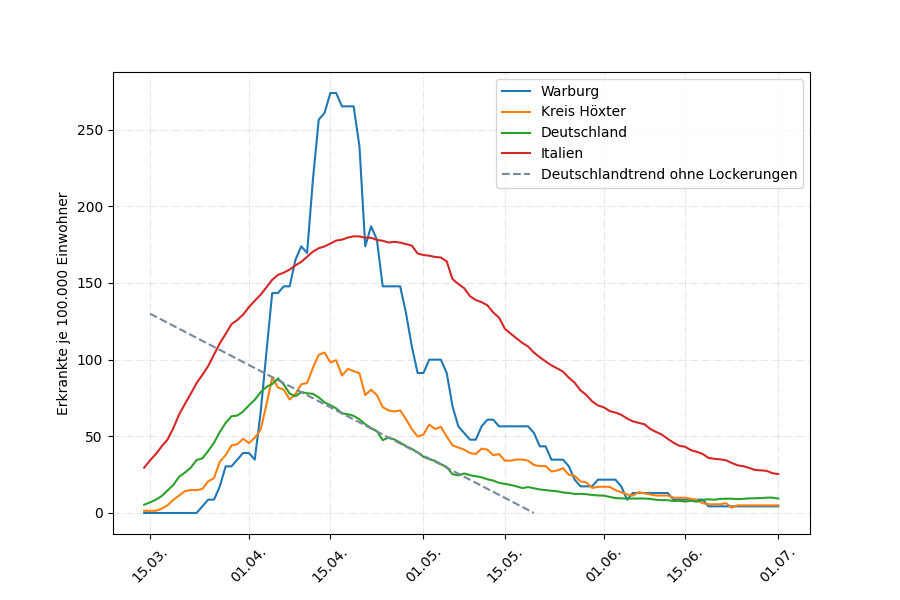 Warburg
Kreis Höxter
Deutschland
Italien
Deutschlandtrend ohne Lockerungen
Erkrankte je 100.000 Einwohner
250
200
150
100
50
0
15.03.
01.04.
15.04.
01.05.
15.05.
01.06.
15.06.
01.07.